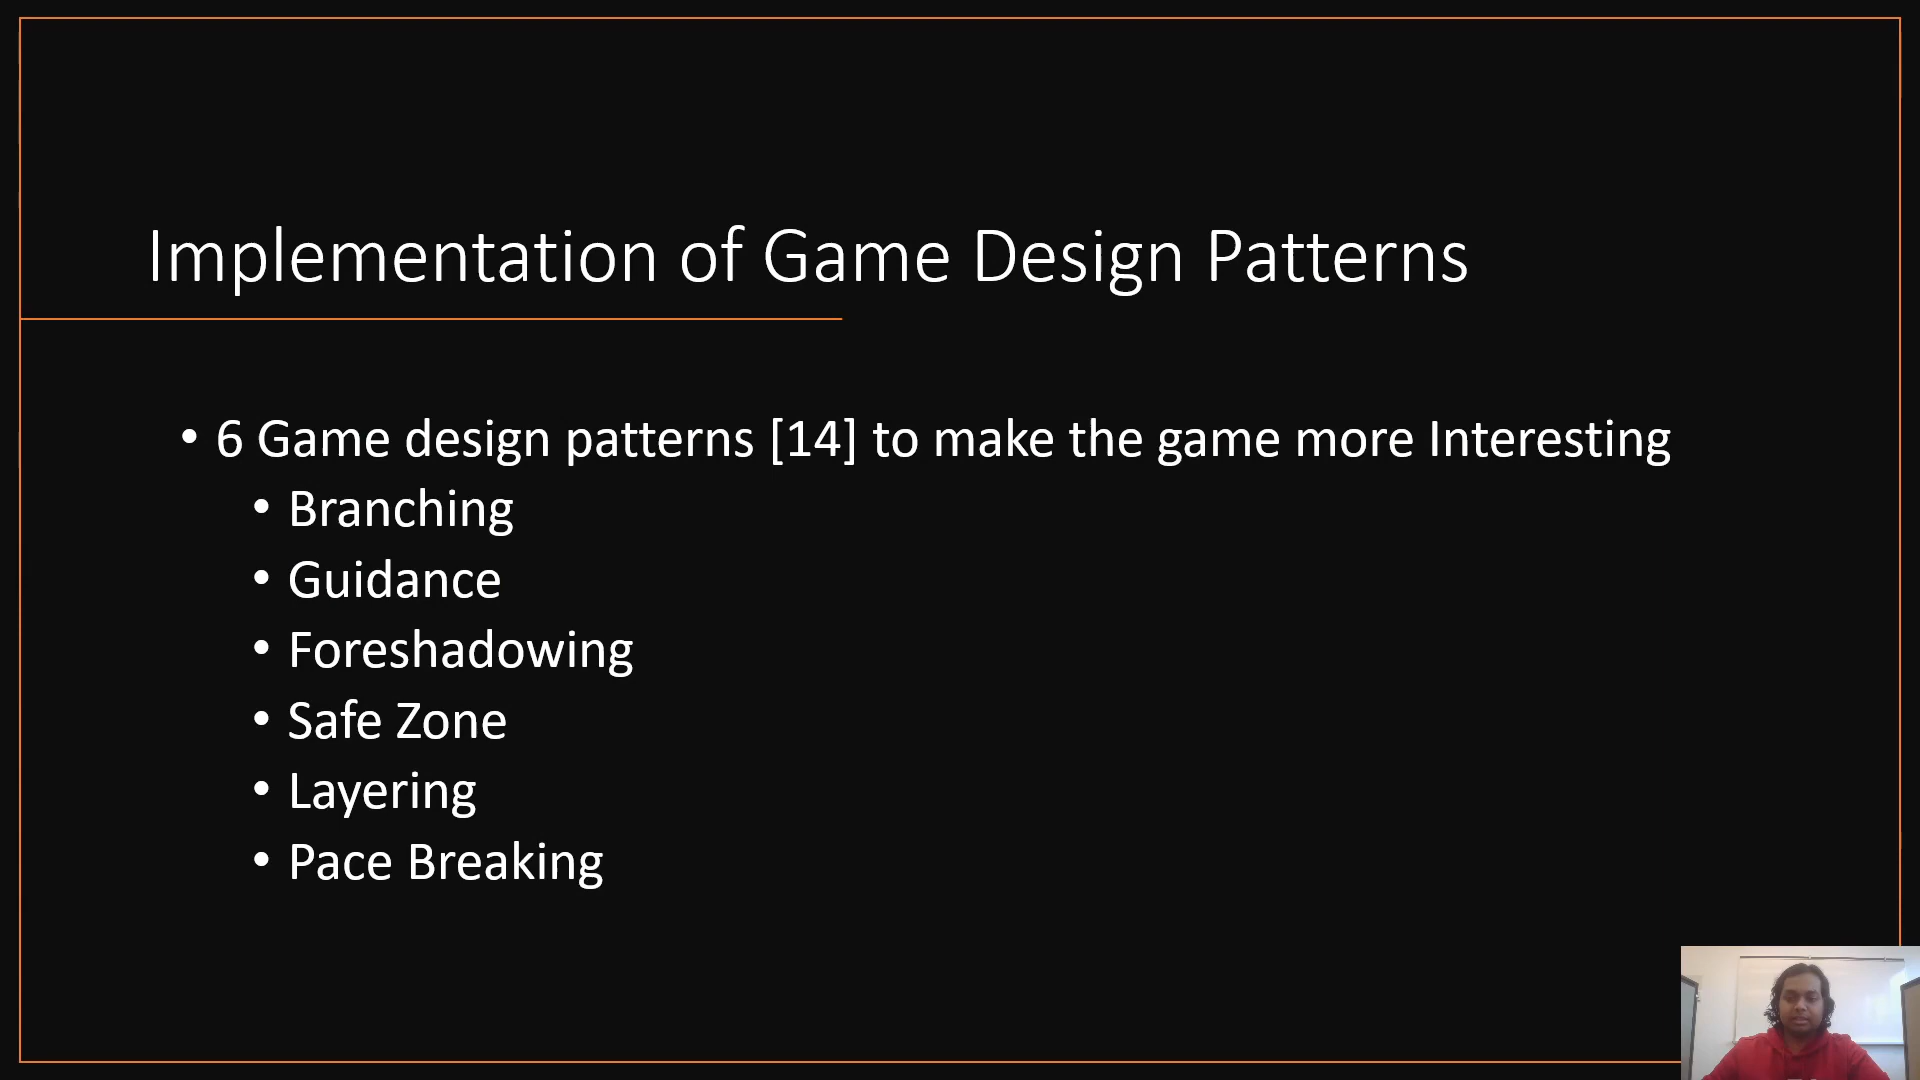 Implementation of Game Design Patterns
• 6 Game design patterns [14] to make the game more Interesting
• Branching
• Guidance
• Foreshadowing
• Safe Zone
• Layering
• Pace Breaking